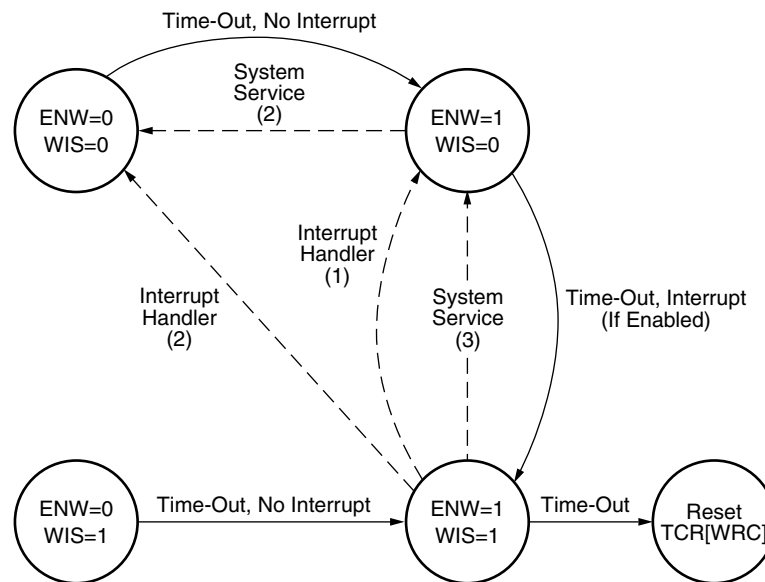 Time-Out, No Interrupt
System
Service
(2)
ENW=0
WIS=0
ENW=1
WIS=0
Interrupt
Handler
(1)
Interrupt
Handler
(2)
System
Service
(3)
Time-Out, Interrupt
(If Enabled)
ENW=0
WIS=1
Time-Out, No Interrupt
ENW=1
WIS=1
Time-Out
Reset
TCR[WRC]